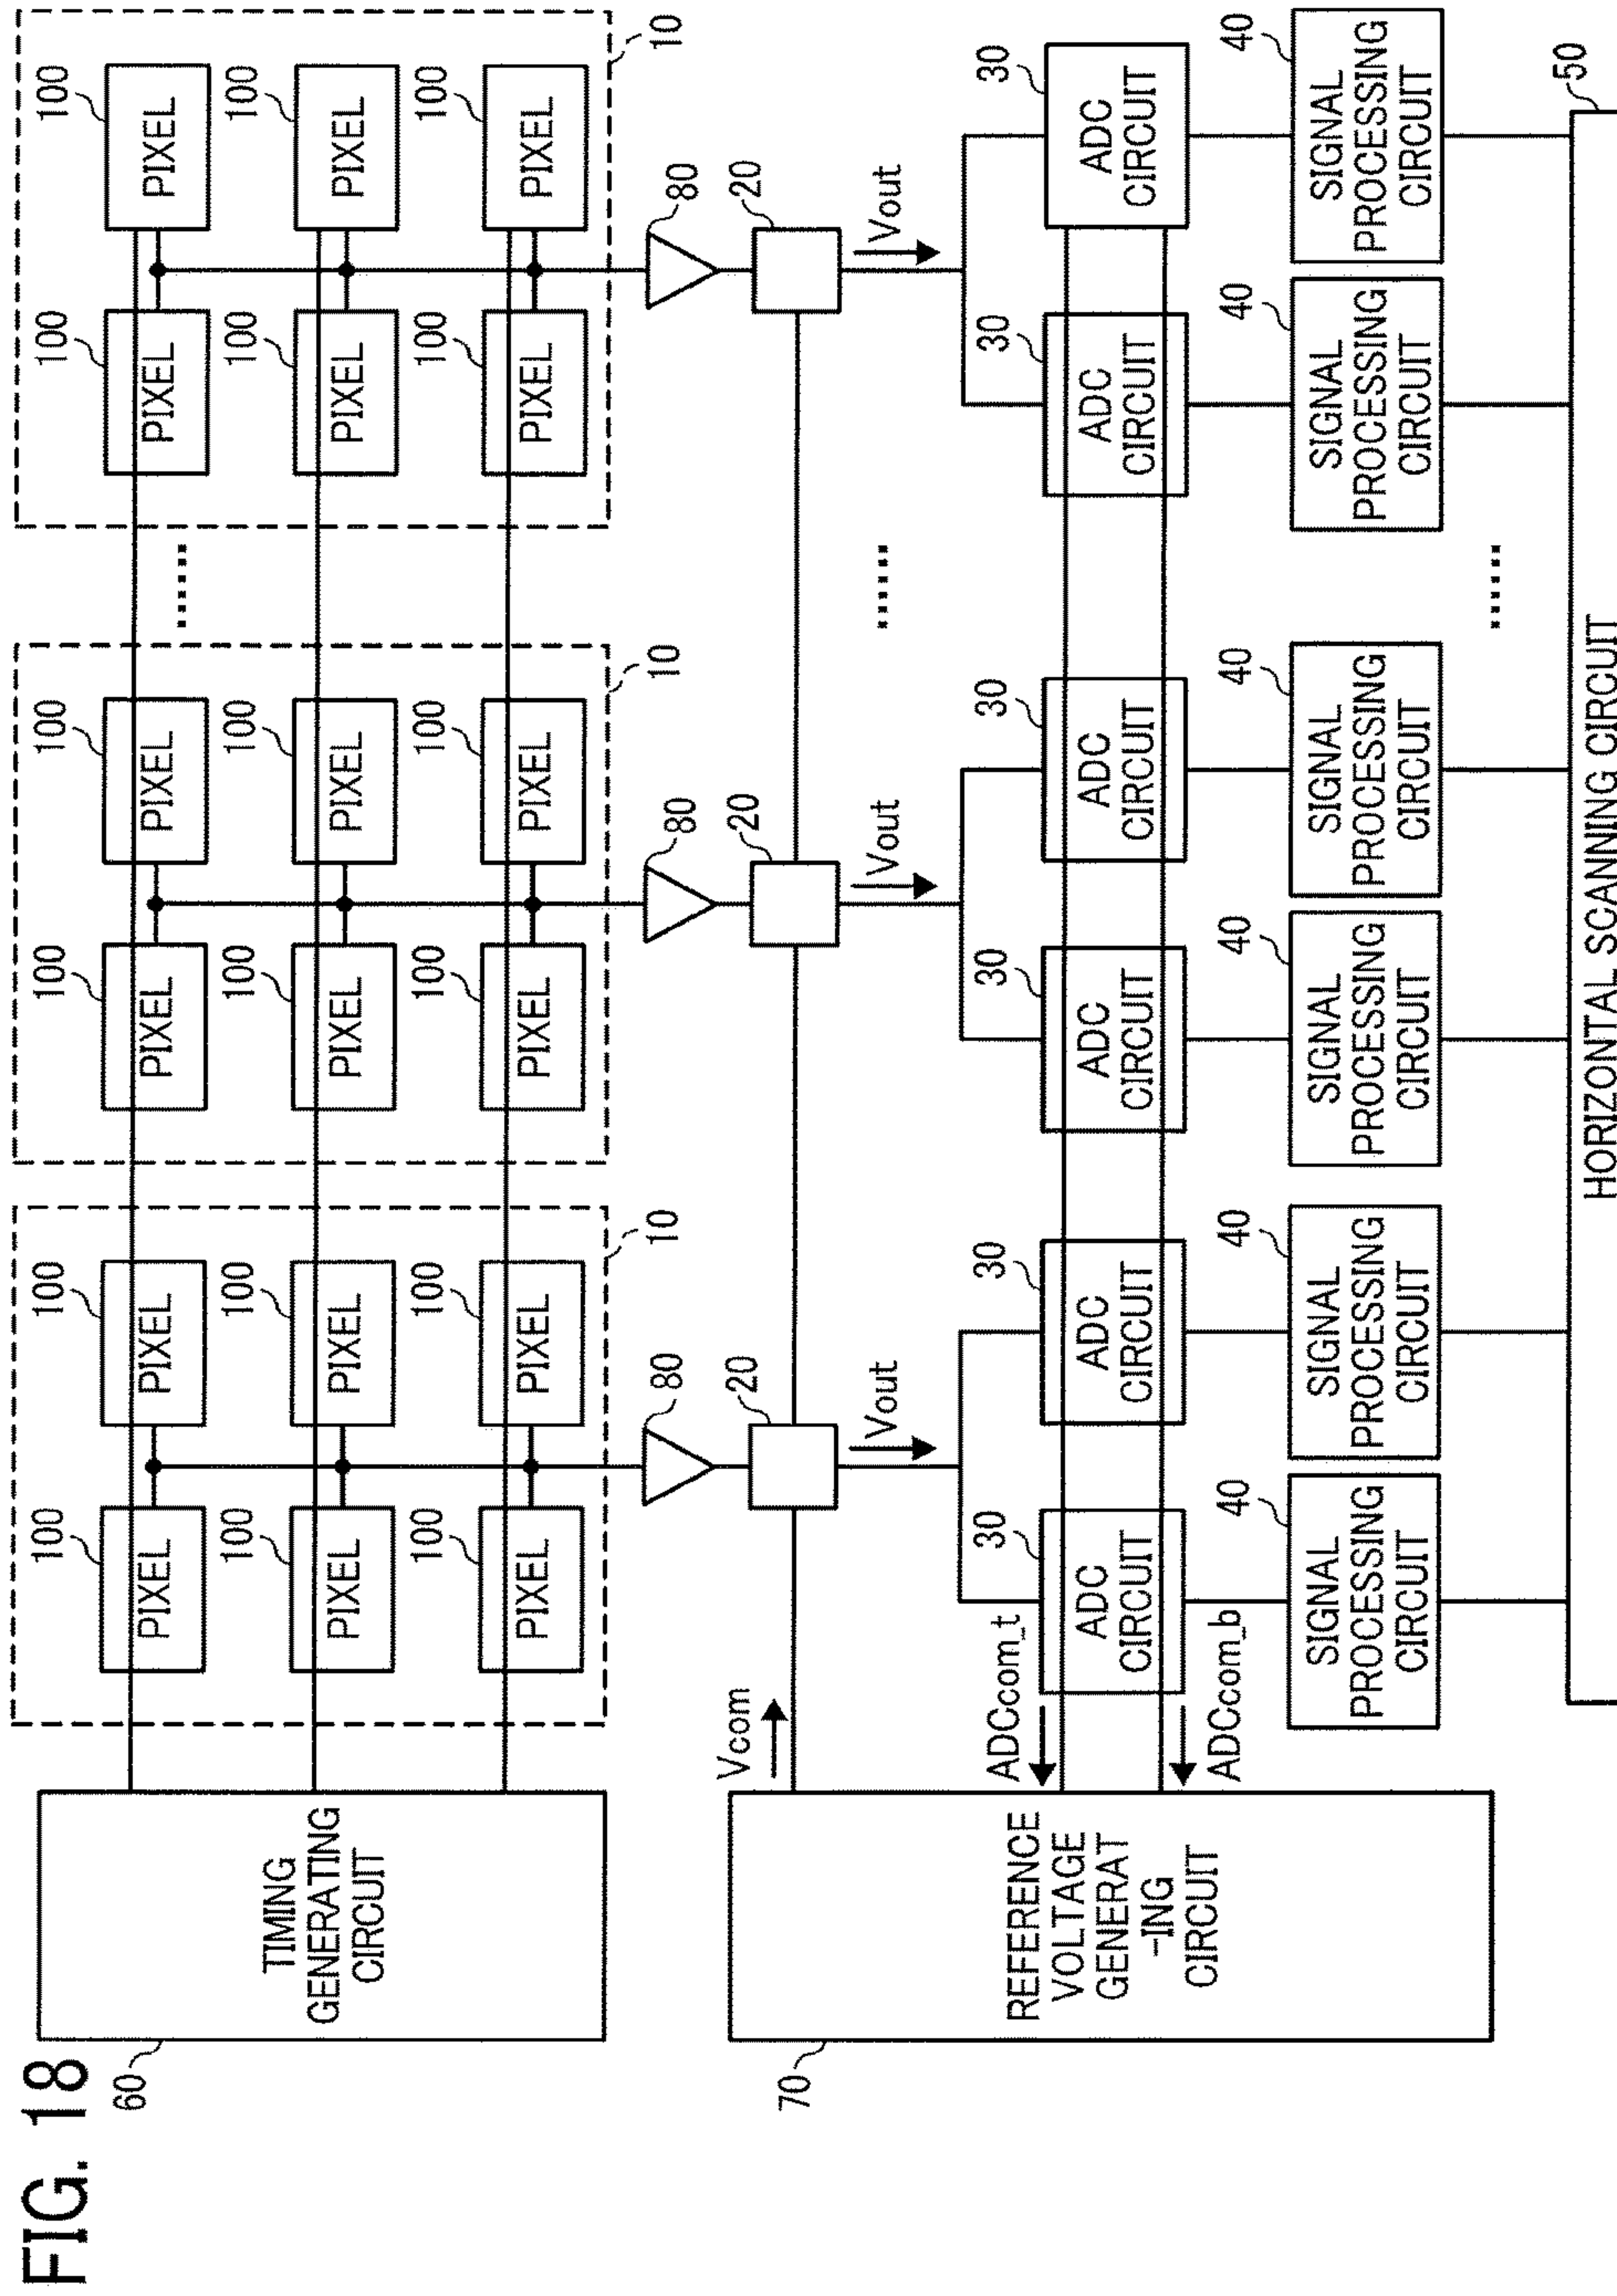 FIG. 18
60
TIMING
GENERATING
CIRCUIT
100
100
100
100
100
100
PIXEL
PIXEL
PIXEL
PIXEL
PIXEL
PIXEL
100
100
100
100
100
100
PIXEL
PIXEL
PIXEL
PIXEL
PIXEL
PIXEL
100
100
100
100
100
100
PIXEL
PIXEL
PIXEL
PIXEL
PIXEL
PIXEL
10
10
10
80
80
80
70
REFERENCE
VOLTAGE
GENERAT
-ING
CIRCUIT
Vcom
20
20
20
Vout
Vout
Vout
ADCcom_t
30
30
30
30
30
30
ADC
CIRCUIT
ADC
CIRCUIT
ADC
CIRCUIT
ADC
CIRCUIT
ADC
CIRCUIT
ADC
CIRCUIT
ADCcom_b
40
40
40
40
40
40
SIGNAL
PROCESSING
CIRCUIT
SIGNAL
PROCESSING
CIRCUIT
SIGNAL
PROCESSING
CIRCUIT
SIGNAL
PROCESSING
CIRCUIT
SIGNAL
PROCESSING
CIRCUIT
SIGNAL
PROCESSING
CIRCUIT
50
HORIZONTAL SCANNING CIRCUIT